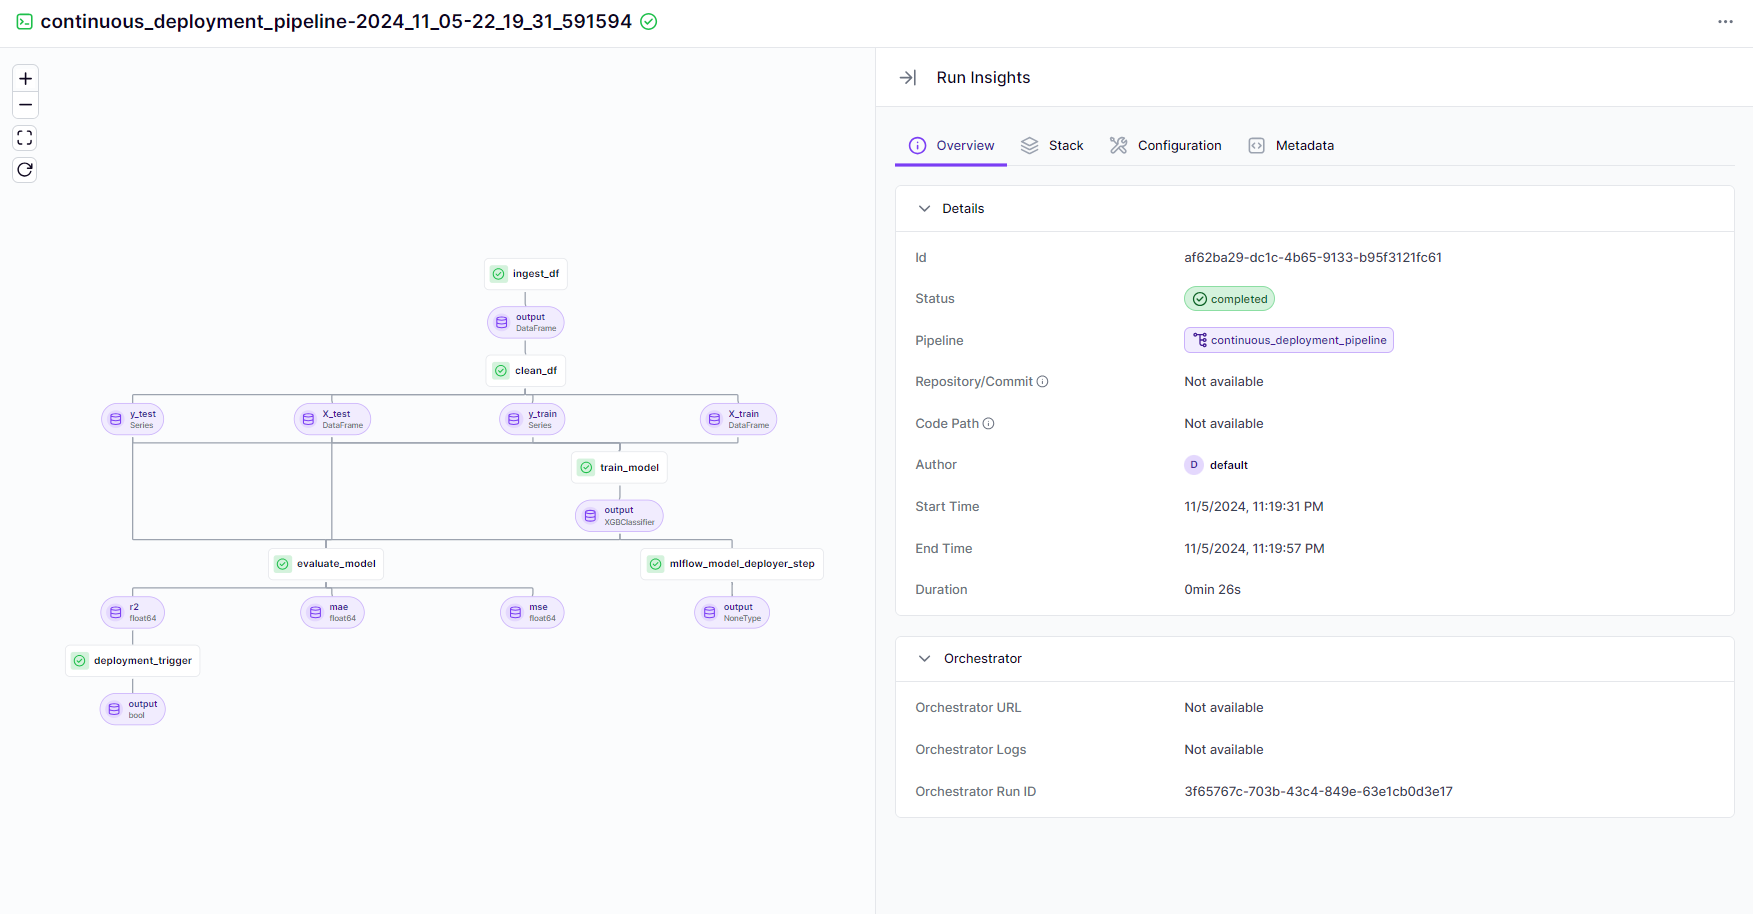 continuous_deployment_pipeline-2024_11_05-22_19_31_591594
Run Insights
Overview
Stack
Configuration
Metadata
Details
Id
af62ba29-dc1c-4b65-9133-b95f3121fc61
Status
completed
Pipeline
continuous_deployment_pipeline
Repository/Commit
Not available
Code Path
Not available
Author
D default
Start Time
11/5/2024, 11:19:31 PM
End Time
11/5/2024, 11:19:57 PM
Duration
0min 26s
Orchestrator
Orchestrator URL
Not available
Orchestrator Logs
Not available
Orchestrator Run ID
3f65767c-703b-43c4-849e-63e1cb0d3e17
ingest_df
output
DataFrame
clean_df
y_test
Series
X_test
DataFrame
y_train
Series
X_train
DataFrame
train_model
output
XGBClassifier
evaluate_model
mlflow_model_deployer_step
r2
float64
mae
float64
mse
float64
output
NoneType
deployment_trigger
output
bool